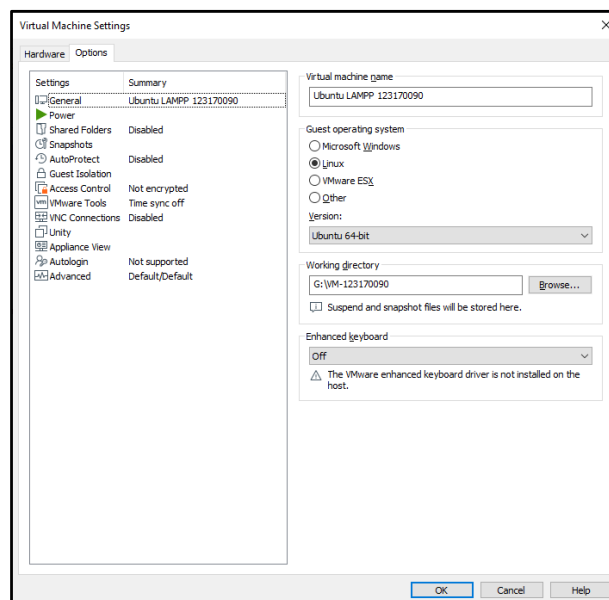 Virtual Machine Settings
Hardware Options
Settings Summary
General Ubuntu LAMPP 123170090
Power
Shared Folders Disabled
Snapshots
AutoProtect Disabled
Guest Isolation
Access Control Not encrypted
VMware Tools Time sync off
VNC Connections Disabled
Unity
Appliance View
Autologin Not supported
Advanced Default/Default
Virtual machine name
Ubuntu LAMPP 123170090
Guest operating system
Microsoft Windows
Linux
VMware ESX
Other
Version:
Ubuntu 64-bit
Working directory
G:\VM-123170090
Browse...
Suspend and snapshot files will be stored here.
Enhanced keyboard
Off
The VMware enhanced keyboard driver is not installed on the
host.
OK Cancel Help